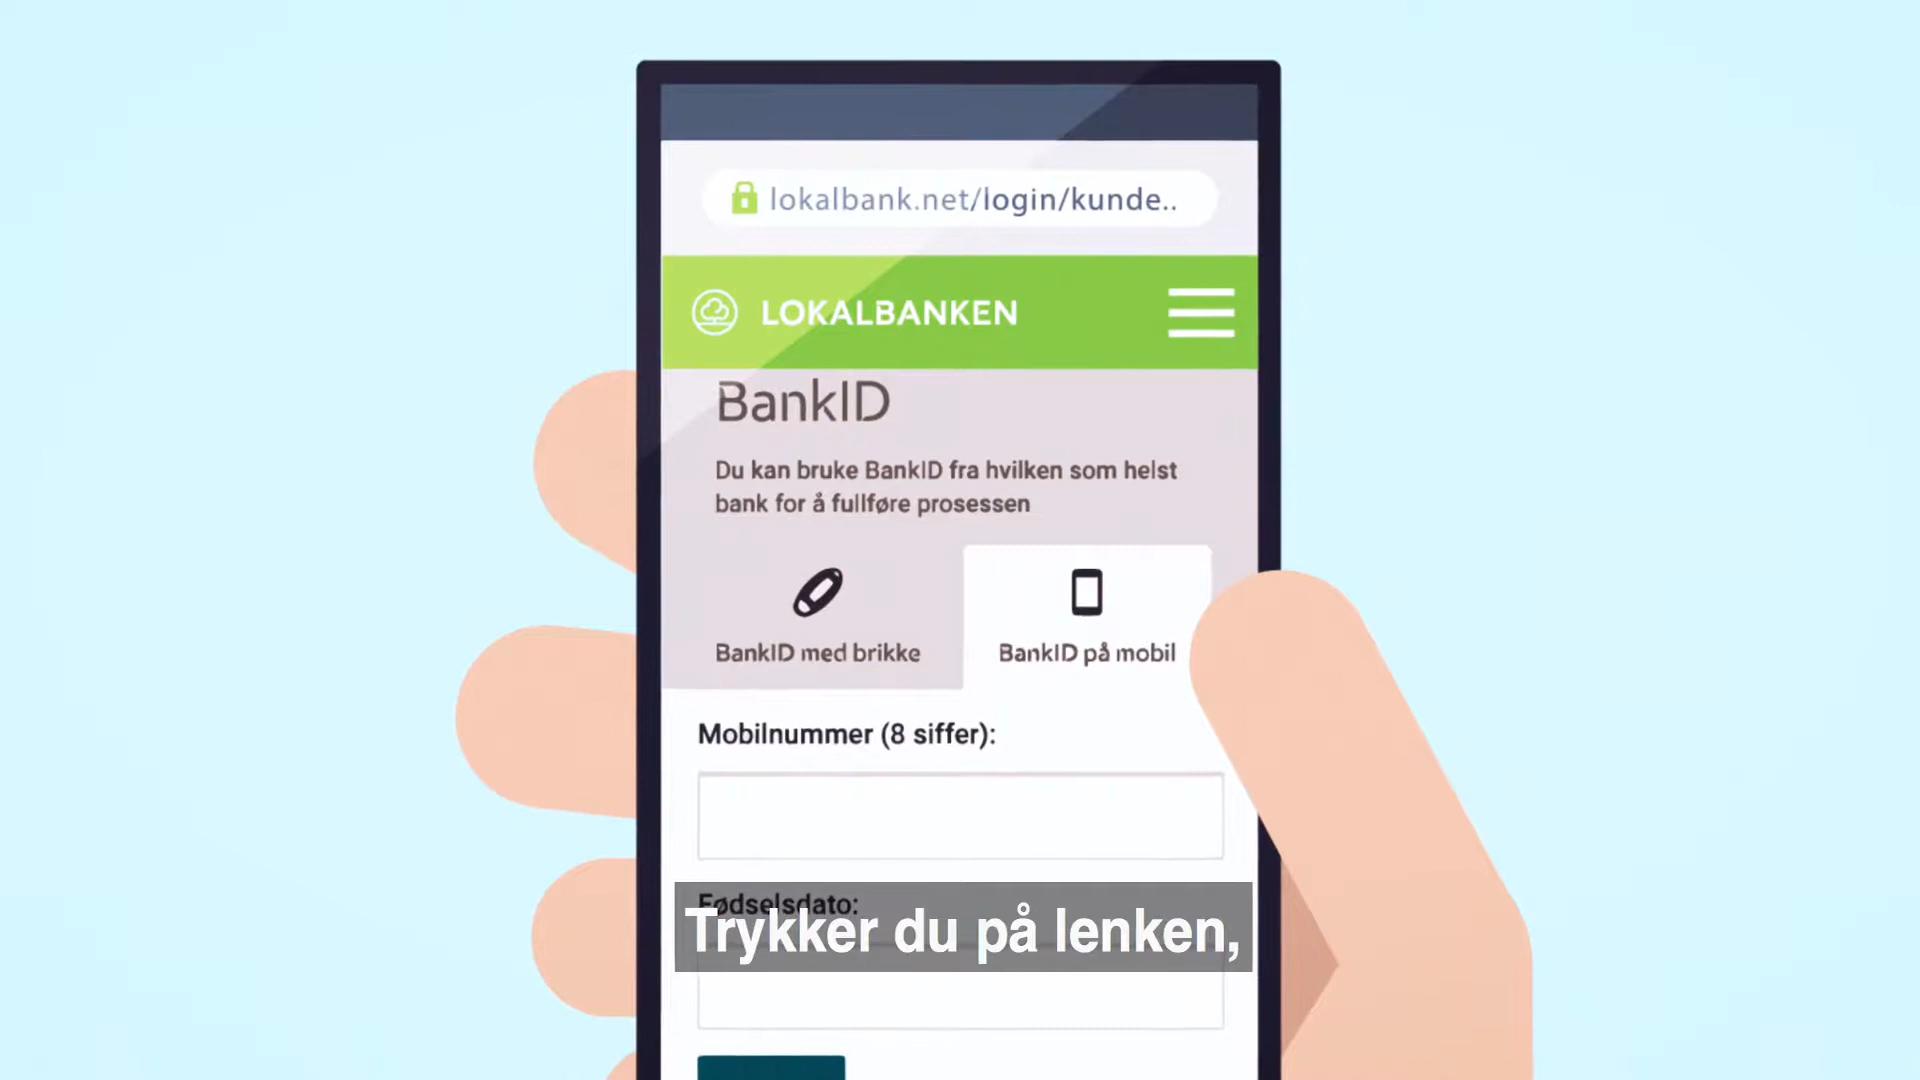 lokalbank.net/login/kunde..
LOKALBANKEN
BankID
Du kan bruke BankID fra hvilken som helst
bank for å fullføre prosessen
BankID med brikke
BankID på mobil
Mobilnummer (8 siffer):
Fødselsdato:
Trykker du på lenken,